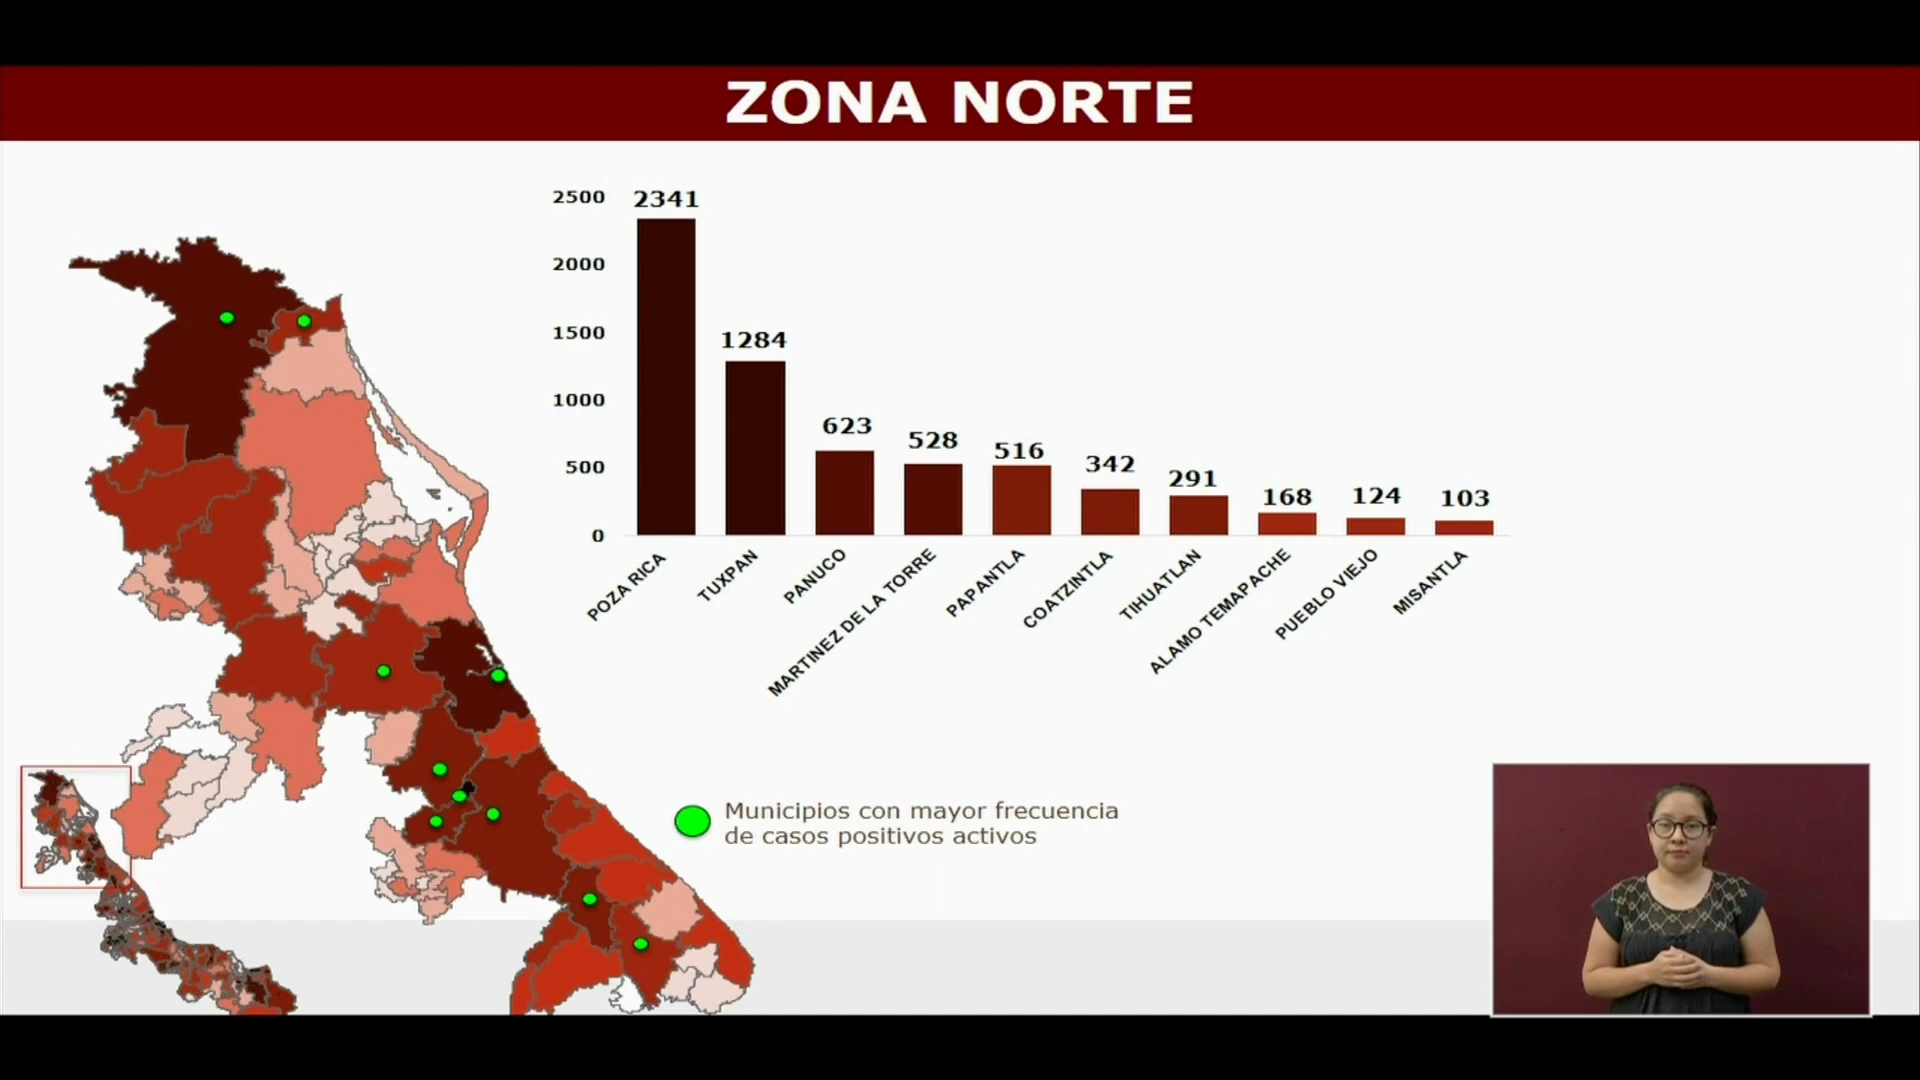 ZONA NORTE
2500
2000
1500
1000
500
0
2341
1284
623
528
516
342
291
168
124
103
POZA RICA
TUXPAN
PANUCO
MARTINEZ DE LA TORRE
PAPANTLA
COATZINTLA
TIHUATLAN
ALAMO TEMAPACHE
PUEBLO VIEJO
MISANTLA
Municipios con mayor frecuencia
de casos positivos activos